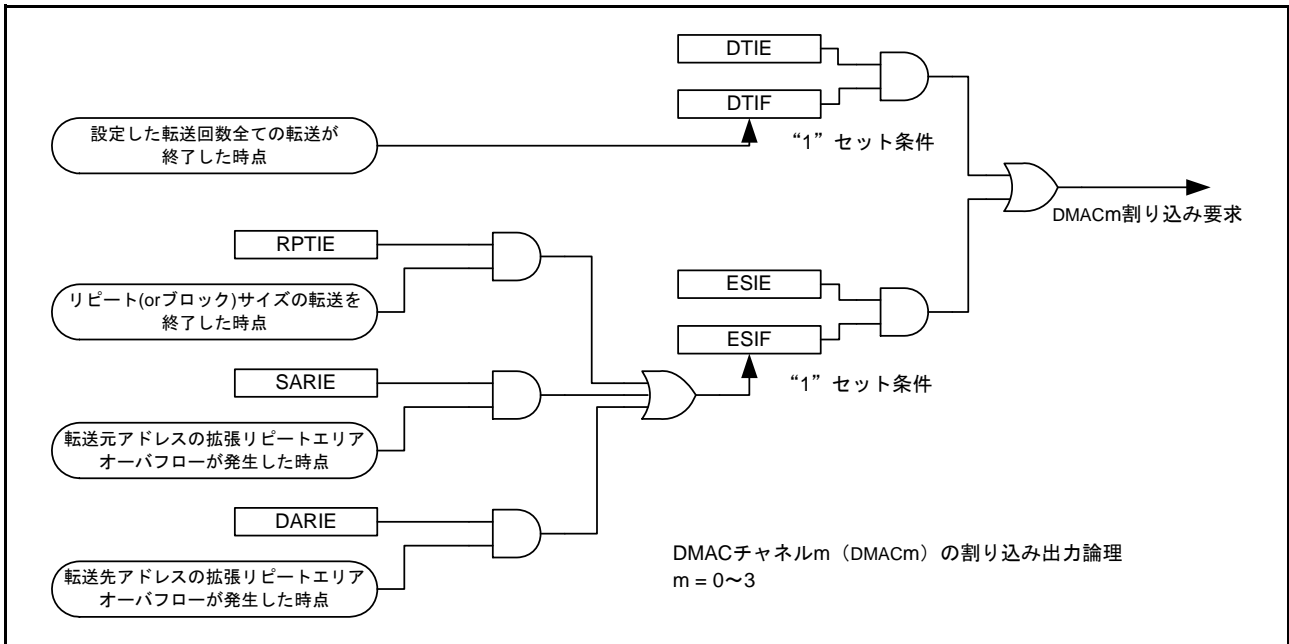 DTIE
DTIF
“1”セット条件
設定した転送回数全ての転送が
終了した時点
DMACm割り込み要求
RPTIE
リピート(orブロック)サイズの転送を
終了した時点
ESIE
ESIF
“1”セット条件
SARIE
転送元アドレスの拡張リピートエリア
オーバフローが発生した時点
DARIE
転送先アドレスの拡張リピートエリア
オーバフローが発生した時点
DMACチャネルm（DMACm）の割り込み出力論理
m = 0～3